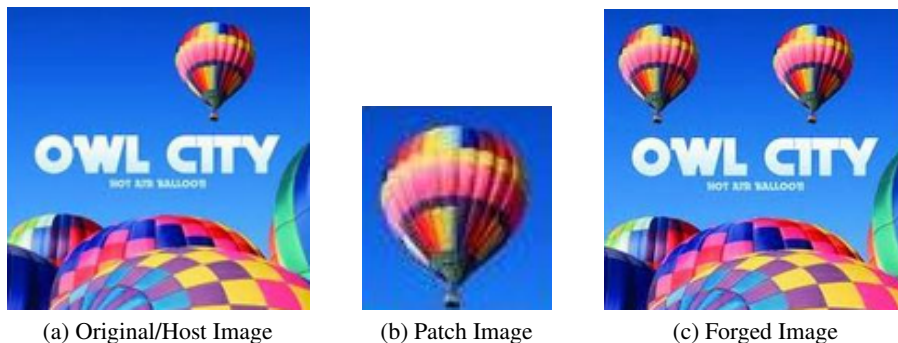 OWL CITY
HOT AIR BALLOON
OWL CITY
HOT AIR BALLOON
(a) Original/Host Image
(b) Patch Image
(c) Forged Image